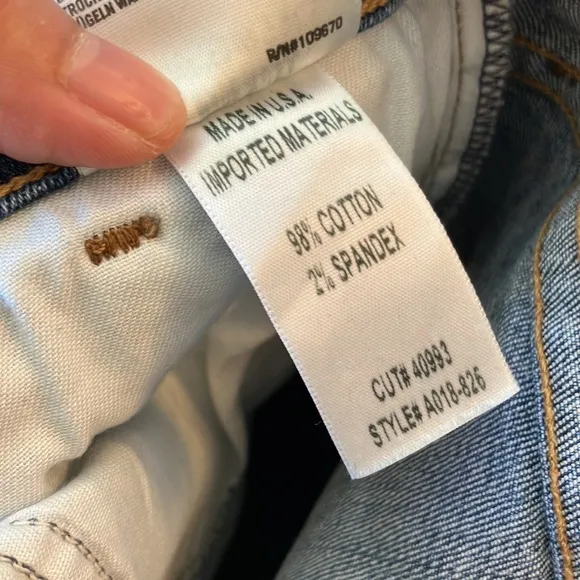 R/N#109670
MADE IN U.S.A.
IMPORTED MATERIALS
98% COTTON
2% SPANDEX
CUT# 40993
STYLE# A018-826